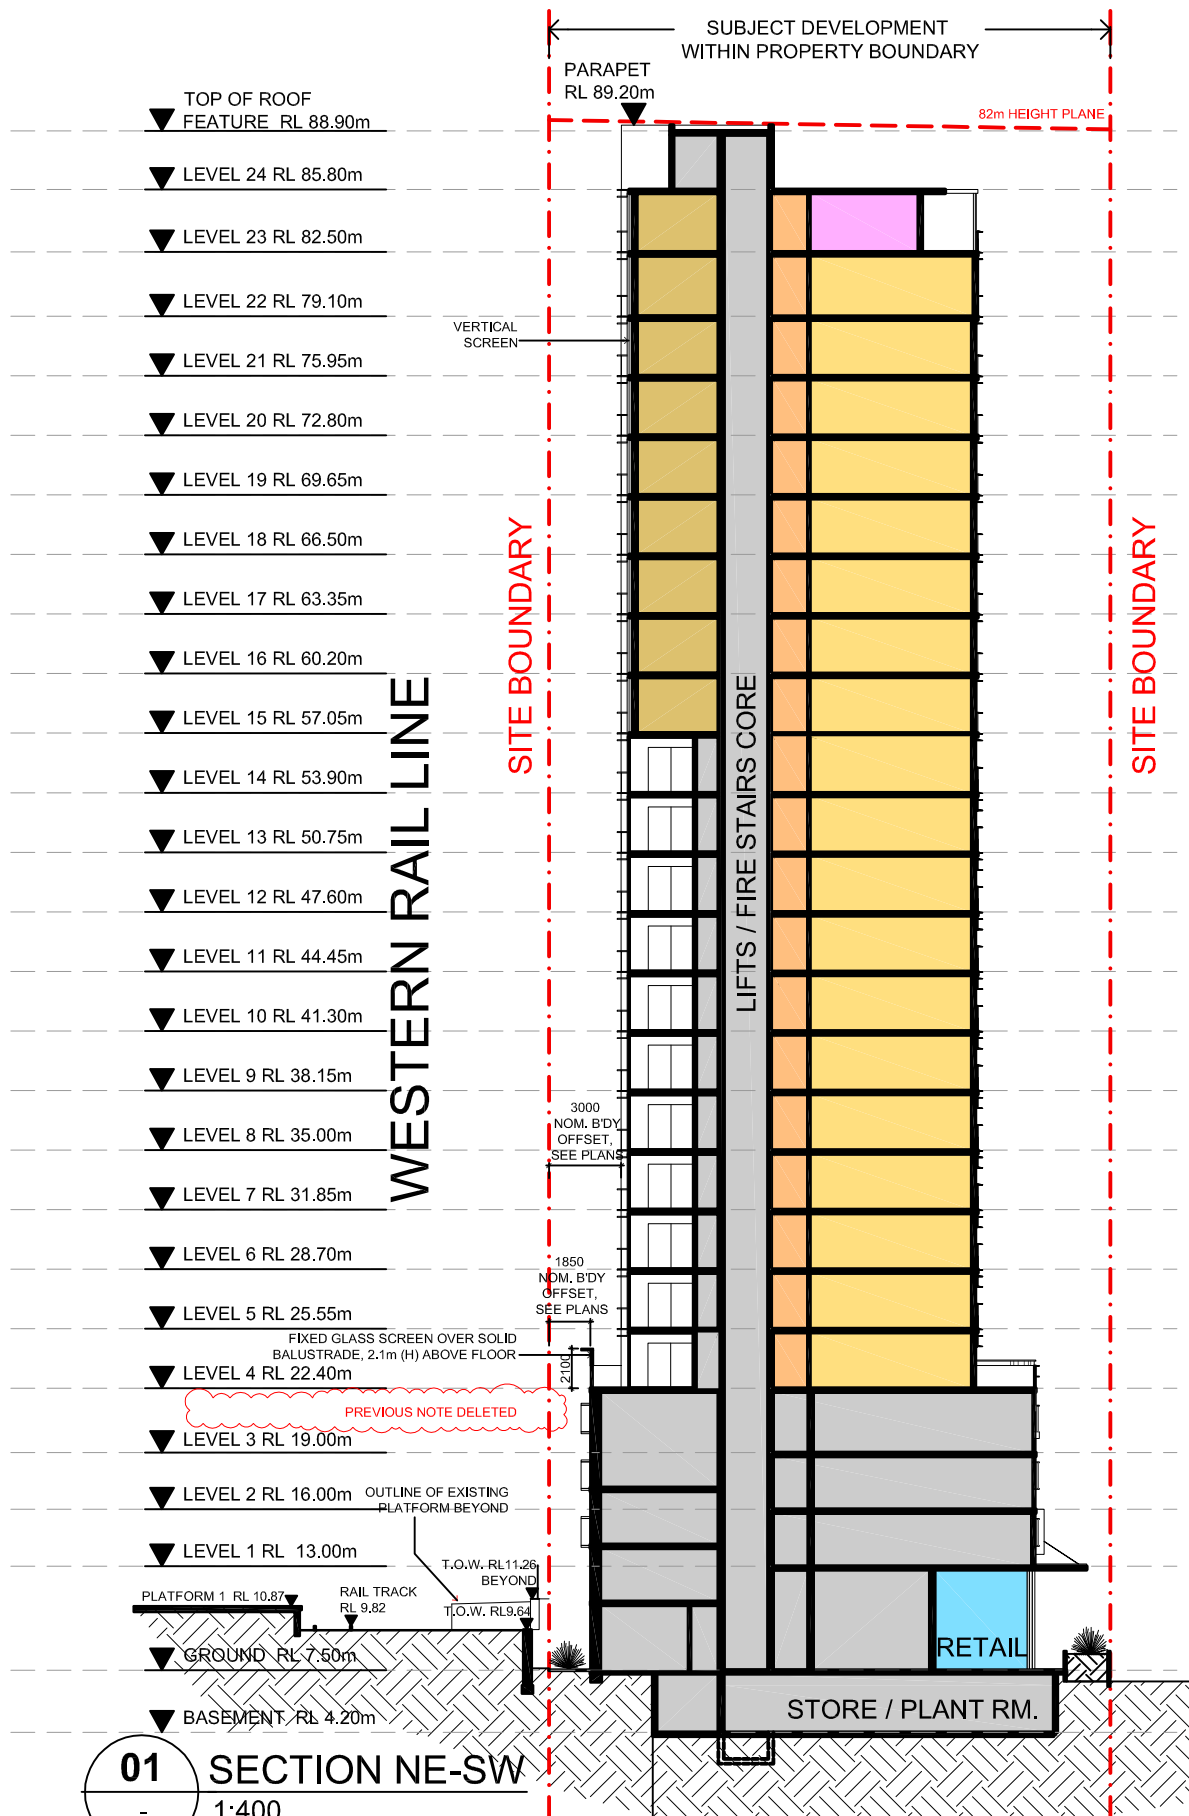 SUBJECT DEVELOPMENT
WITHIN PROPERTY BOUNDARY
PARAPET
RL 89.20m
TOP OF ROOF
FEATURE RL 88.90m
82m HEIGHT PLANE
LEVEL 24 RL 85.80m
LEVEL 23 RL 82.50m
LEVEL 22 RL 79.10m
VERTICAL
SCREEN
LEVEL 21 RL 75.95m
LEVEL 20 RL 72.80m
LEVEL 19 RL 69.65m
LEVEL 18 RL 66.50m
LEVEL 17 RL 63.35m
LEVEL 16 RL 60.20m
LEVEL 15 RL 57.05m
LEVEL 14 RL 53.90m
LEVEL 13 RL 50.75m
LEVEL 12 RL 47.60m
LEVEL 11 RL 44.45m
LEVEL 10 RL 41.30m
LEVEL 9 RL 38.15m
LEVEL 8 RL 35.00m
LEVEL 7 RL 31.85m
LEVEL 6 RL 28.70m
LEVEL 5 RL 25.55m
LEVEL 4 RL 22.40m
WESTERN RAIL LINE
SITE BOUNDARY
LIFTS / FIRE STAIRS CORE
SITE BOUNDARY
3000
NOM. B'DY
OFFSET,
SEE PLANS
1850
NOM. B'DY
OFFSET,
SEE PLANS
FIXED GLASS SCREEN OVER SOLID
BALUSTRADE, 2.1m (H) ABOVE FLOOR
2100
PREVIOUS NOTE DELETED
LEVEL 3 RL 19.00m
LEVEL 2 RL 16.00m
OUTLINE OF EXISTING
PLATFORM BEYOND
LEVEL 1 RL 13.00m
T.O.W. RL11.26
BEYOND
PLATFORM 1 RL 10.87
RAIL TRACK
RL 9.82
T.O.W. RL9.64
GROUND RL 7.50m
RETAIL
BASEMENT RL 4.20m
STORE / PLANT RM.
01
-
SECTION NE-SW
1:400